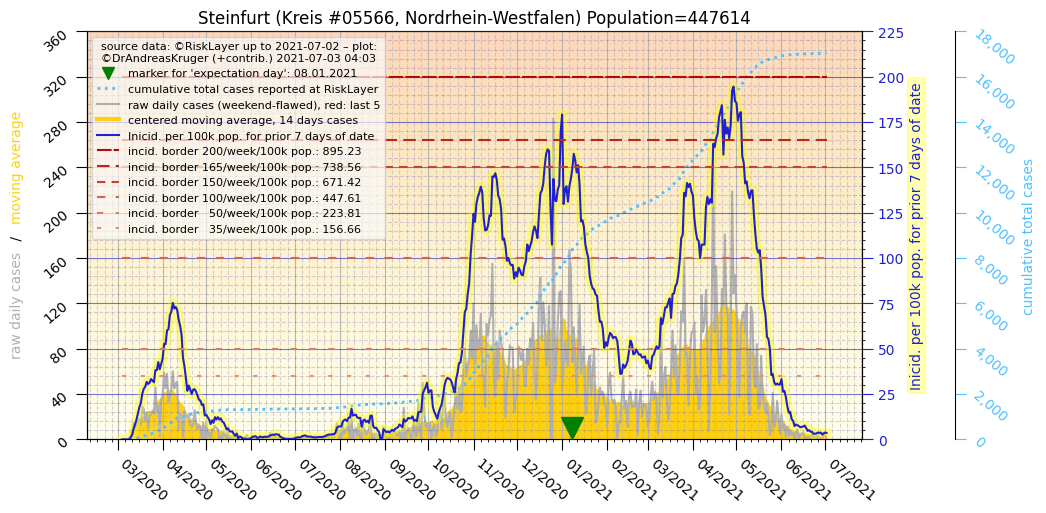 Steinfurt (Kreis #05566, Nordrhein-Westfalen) Population=447614
source data: ©RiskLayer up to 2021-07-02 – plot:
©DrAndreasKruger (+contrib.) 2021-07-03 04:03
marker for 'expectation day': 08.01.2021
cumulative total cases reported at RiskLayer
raw daily cases (weekend-flawed), red: last 5
centered moving average, 14 days cases
Inicid. per 100k pop. for prior 7 days of date
incid. border 200/week/100k pop.: 895.23
incid. border 165/week/100k pop.: 738.56
incid. border 150/week/100k pop.: 671.42
incid. border 100/week/100k pop.: 447.61
incid. border   50/week/100k pop.: 223.81
incid. border   35/week/100k pop.: 156.66
raw daily cases  /  moving average
360
320
280
240
200
160
120
80
40
0
03/2020
04/2020
05/2020
06/2020
07/2020
08/2020
09/2020
10/2020
11/2020
12/2020
01/2021
02/2021
03/2021
04/2021
05/2021
06/2021
07/2021
225
200
175
150
125
100
75
50
25
0
Inicid. per 100k pop. for prior 7 days of date
18,000
16,000
14,000
12,000
10,000
8,000
6,000
4,000
2,000
0
cumulative total cases